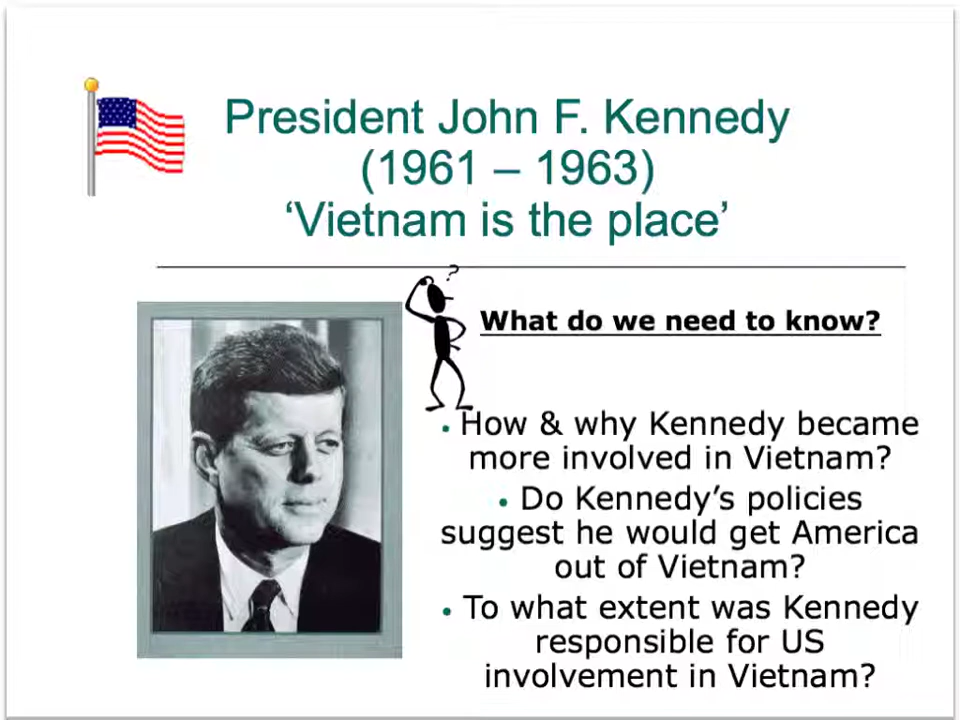 President John F. Kennedy
(1961 – 1963)
‘Vietnam is the place’
?
What do we need to know?
• How & why Kennedy became
more involved in Vietnam?
• Do Kennedy’s policies
suggest he would get America
out of Vietnam?
• To what extent was Kennedy
responsible for US
involvement in Vietnam?